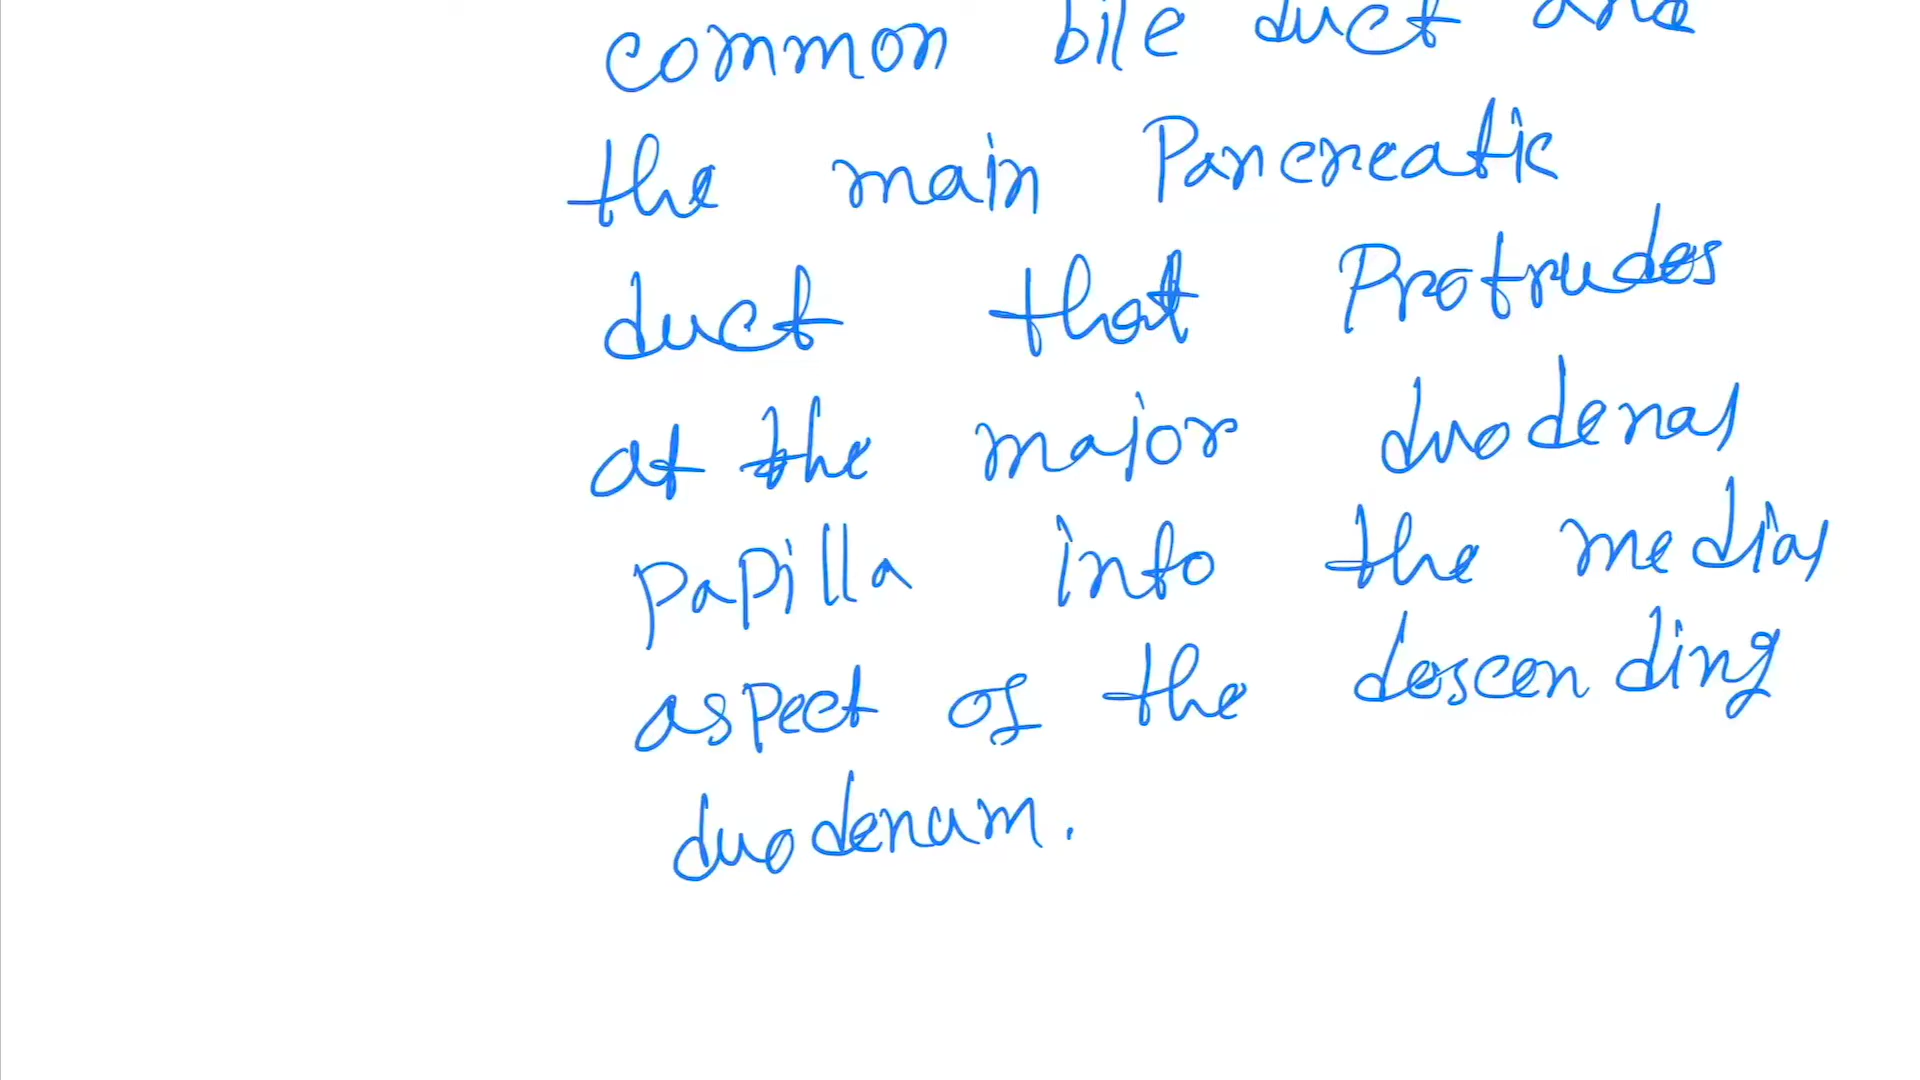 common bile duct and
the main Pancreatic
duct that Protrudes
at the major duodenal
papilla into the medial
aspect of the descending
duodenum.